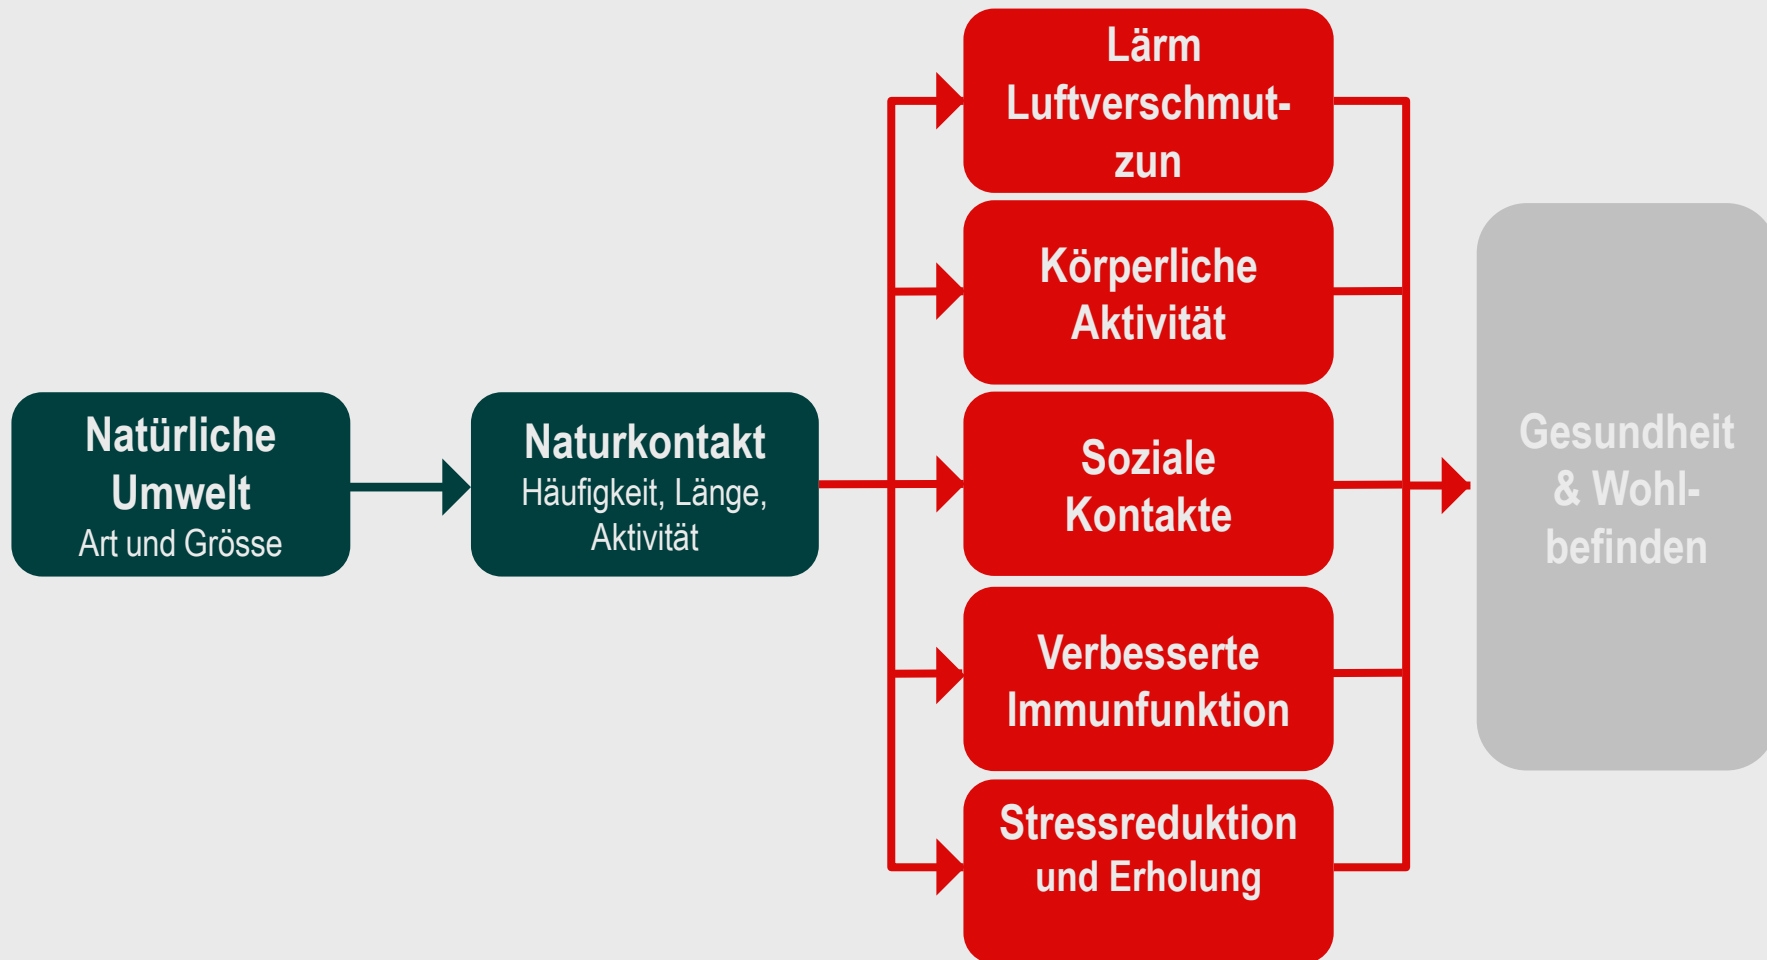 Lärm
Luftverschmut-
zun
Körperliche
Aktivität
Natürliche
Umwelt
Art und Grösse
Naturkontakt
Häufigkeit, Länge,
Aktivität
Soziale
Kontakte
Gesundheit
& Wohl-
befinden
Verbesserte
Immunfunktion
Stressreduktion
und Erholung